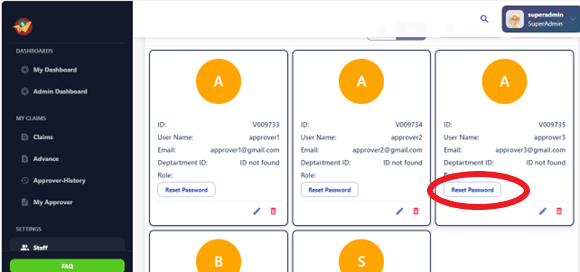 superadmin
SuperAdmin
DASHBOARDS
My Dashboard
Admin Dashboard
MY CLAIMS
Claims
Advance
Approver-History
My Approver
SETTINGS
Staff
FAQ
A
ID: V009733
User Name: approver1
Email: approver1@gmail.com
Deptartment ID: ID not found
Role:
Reset Password
A
ID: V009734
User Name: approver2
Email: approver2@gmail.com
Deptartment ID: ID not found
Role:
Reset Password
A
ID: V009735
User Name: approver3
Email: approver3@gmail.com
Deptartment ID: ID not found
Role:
Reset Password
B
S